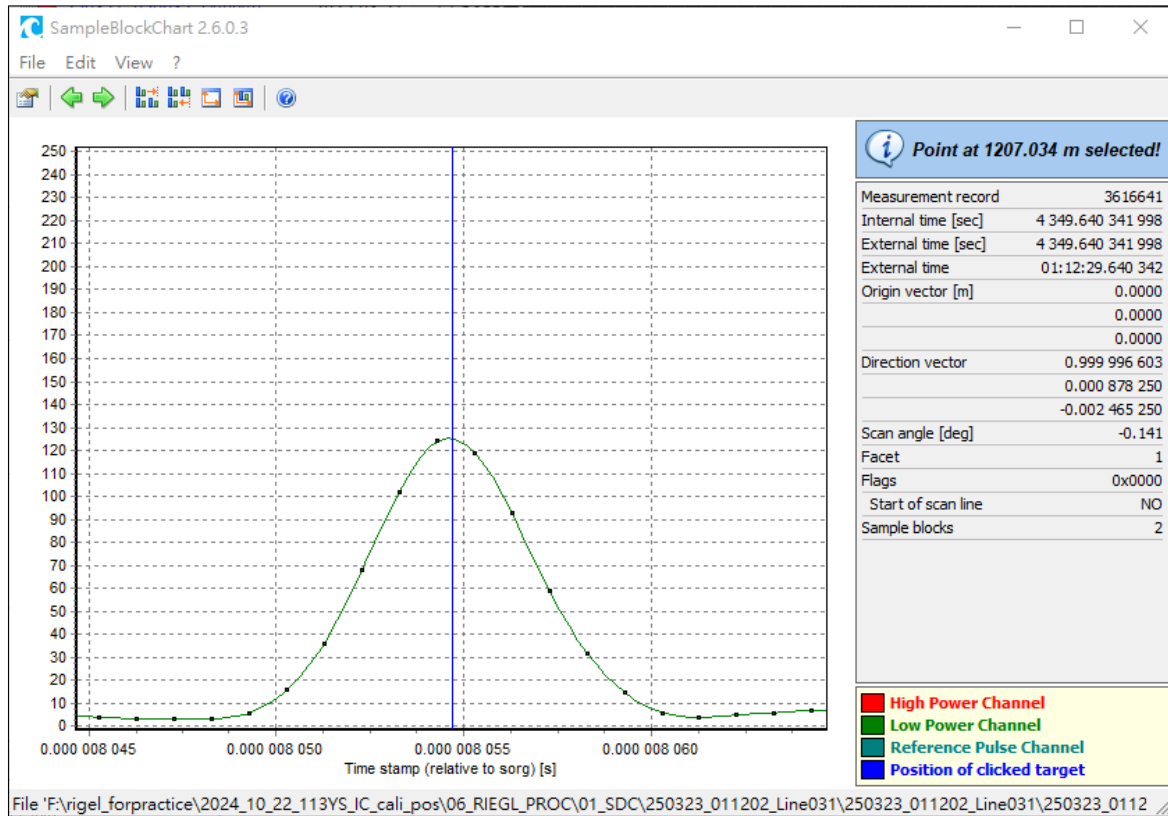 SampleBlockChart 2.6.0.3
File Edit View ?
Point at 1207.034 m selected!
250
240
230
220
210
200
190
180
170
160
150
140
130
120
110
100
90
80
70
60
50
40
30
20
10
0
0.000 008 045 0.000 008 050 0.000 008 055 0.000 008 060
Time stamp (relative to sorg) [s]
Measurement record 3616641
Internal time [sec] 4 349.640 341 998
External time [sec] 4 349.640 341 998
External time 01:12:29.640 342
Origin vector [m] 0.0000
0.0000
0.0000
Direction vector 0.999 996 603
0.000 878 250
-0.002 465 250
Scan angle [deg] -0.141
Facet 1
Flags 0x0000
Start of scan line NO
Sample blocks 2
High Power Channel
Low Power Channel
Reference Pulse Channel
Position of clicked target
File 'F:\rigel_forpractice\2024_10_22_113YS_IC_cali_pos\06_RIEGL_PROC\01_SDC\250323_011202_Line031\250323_011202_Line031\250323_0112